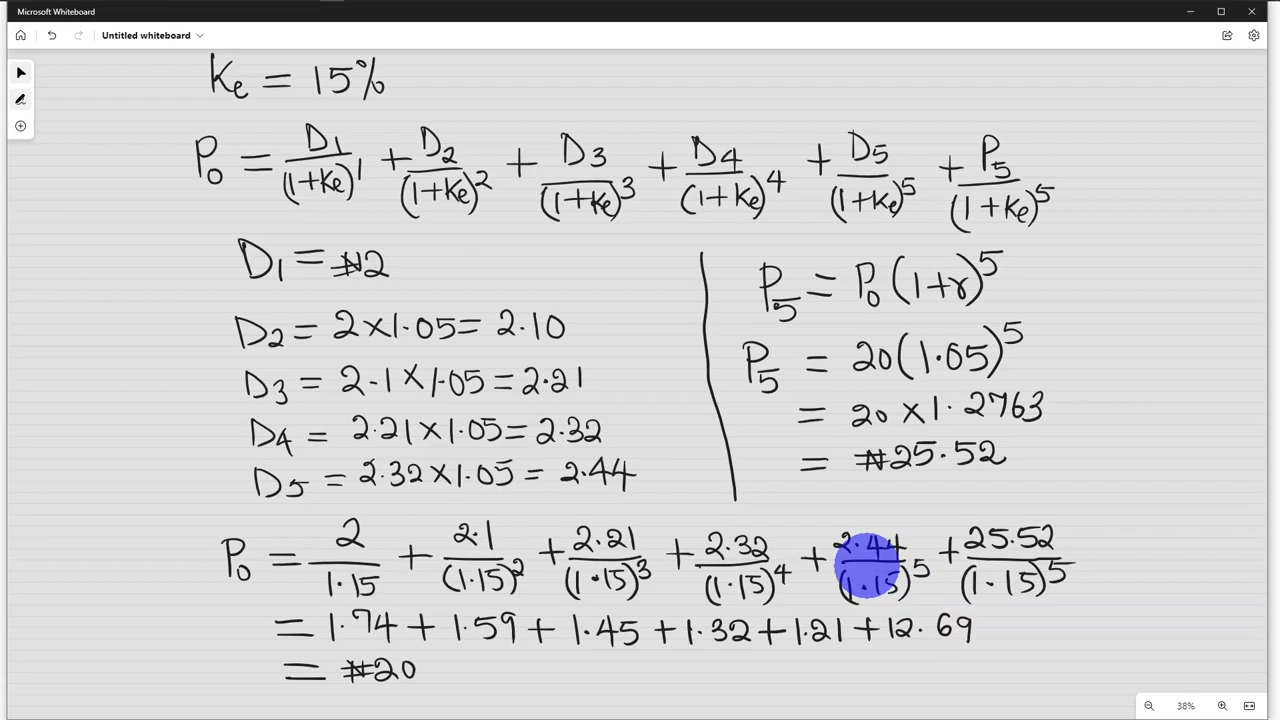 Microsoft Whiteboard
Untitled whiteboard
Ke = 15%
P0 = D1/(1+Ke)^1 + D2/(1+Ke)^2 + D3/(1+Ke)^3 + D4/(1+Ke)^4 + D5/(1+Ke)^5 + P5/(1+Ke)^5
D1 = ₦2
D2 = 2×1.05 = 2.10
D3 = 2.1×1.05 = 2.21
D4 = 2.21×1.05 = 2.32
D5 = 2.32×1.05 = 2.44
P5 = P0(1+r)^5
P5 = 20(1.05)^5
= 20×1.2763
= ₦25.52
P0 = 2/1.15 + 2.1/(1.15)^2 + 2.21/(1.15)^3 + 2.32/(1.15)^4 + 2.44/(1.15)^5 + 25.52/(1.15)^5
= 1.74 + 1.59 + 1.45 + 1.32 + 1.21 + 12.69
= ₦20
38%